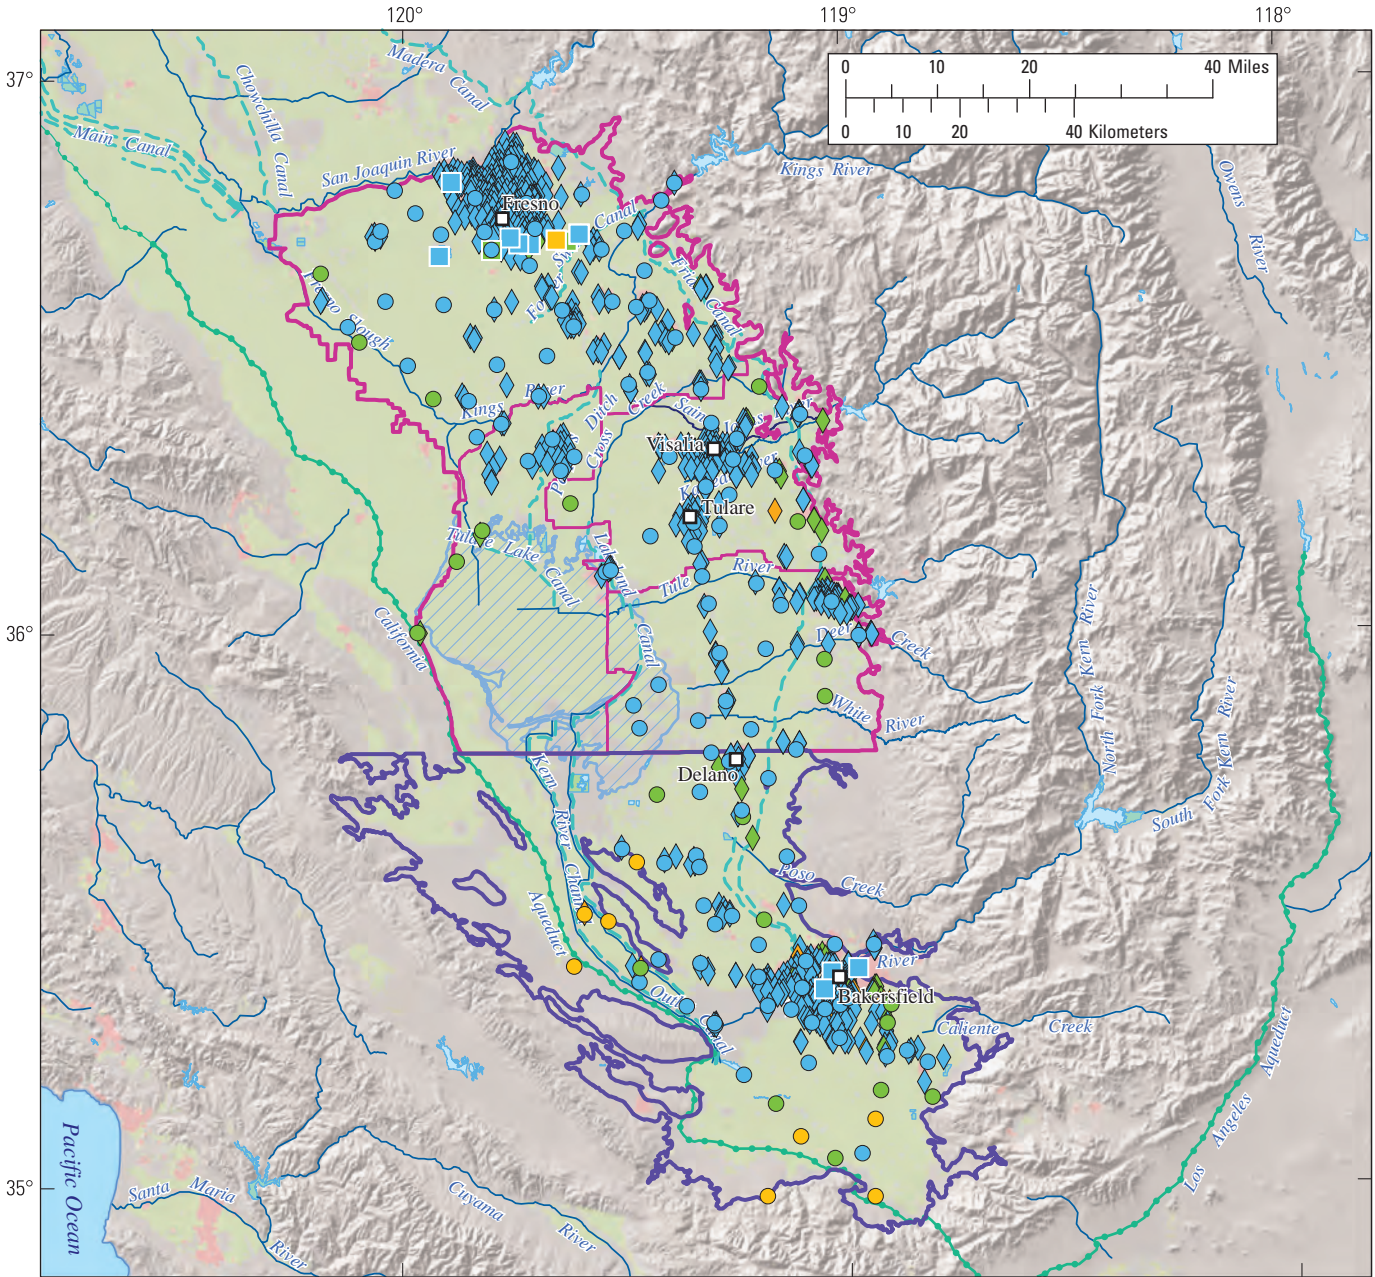 120°
119°
118°
37°
36°
35°
0 10 20 40 Miles
0 10 20 40 Kilometers
Madera Canal
Chowchilla Canal
Main Canal
San Joaquin River
Kings River
Owens River
Fresno
Canal
Friant
Canal
Fresno Slough
Kings River
Ditch
Cross Creek
Saint
Visalia
Tulare
Tulare Lake Canal
Canal
Tule River
California
Deer Creek
White River
North Fork Kern River
South Fork Kern River
Delano
Kern River Channel
Poso Creek
Aqueduct
River
Bakersfield
Caliente Creek
Canal
Los Angeles Aqueduct
Pacific Ocean
Santa Maria River
Cuyama River